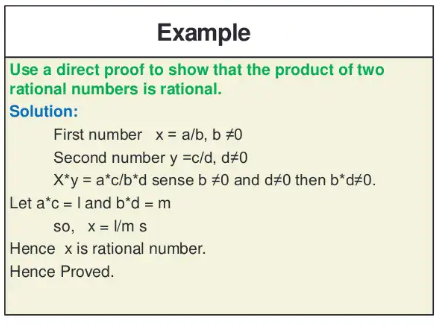 Example
Use a direct proof to show that the product of two
rational numbers is rational.
Solution:
First number x = a/b, b ≠0
Second number y =c/d, d≠0
X*y = a*c/b*d sense b ≠0 and d≠0 then b*d≠0.
Let a*c = l and b*d = m
so, x = l/m s
Hence x is rational number.
Hence Proved.